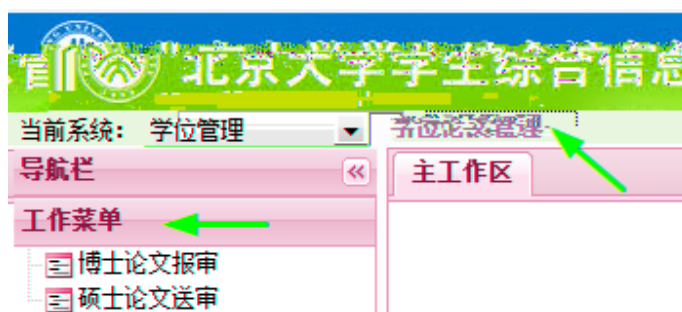 北京大学学生综合信息
当前系统： 学位管理 学位论文管理
导航栏 主工作区
工作菜单
博士论文报审
硕士论文送审